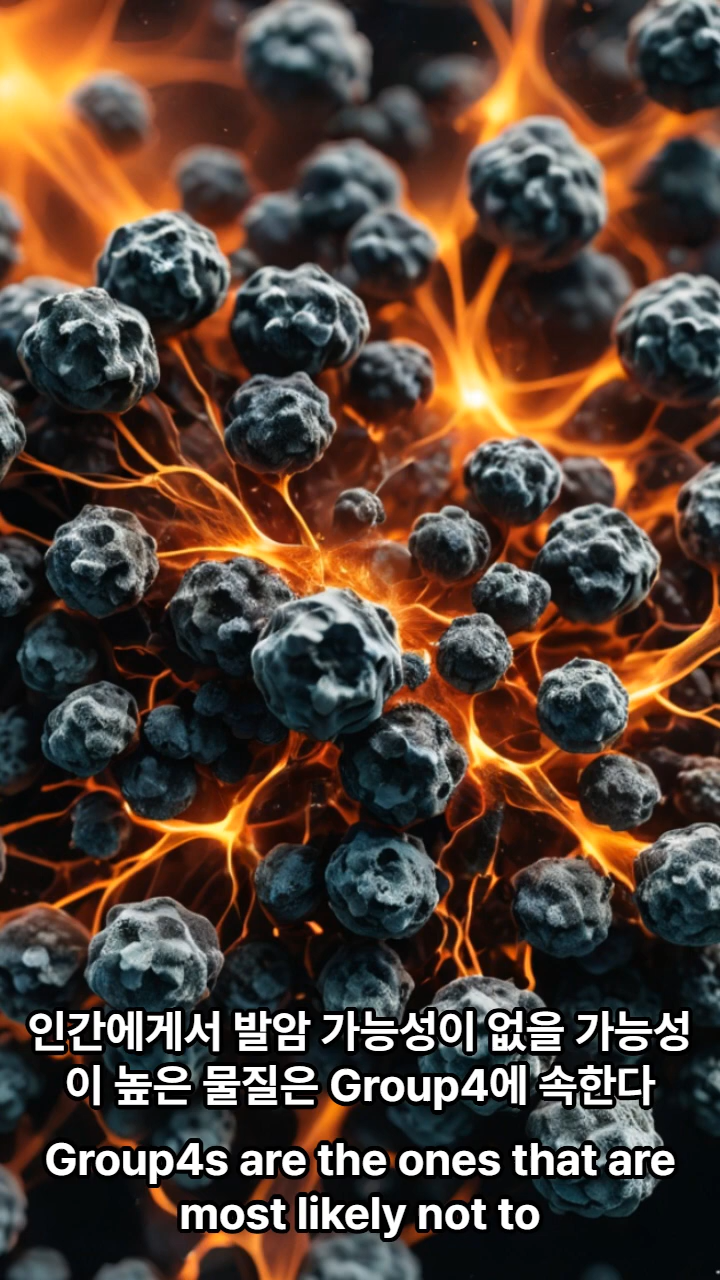 인간에게서 발암 가능성이 없을 가능성
이 높은 물질은 Group4에 속한다
Group4s are the ones that are
most likely not to